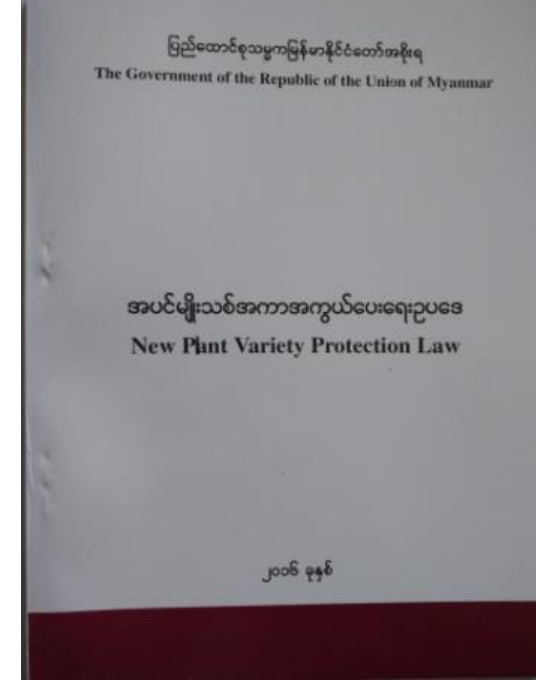 ပြည်ထောင်စုသမ္မတမြန်မာနိုင်ငံတော်အစိုးရ
The Government of the Republic of the Union of Myanmar
အပင်မျိုးသစ်အကာအကွယ်ပေးရေးဥပဒေ
New Plant Variety Protection Law
၂၀၁၆ ခုနှစ်